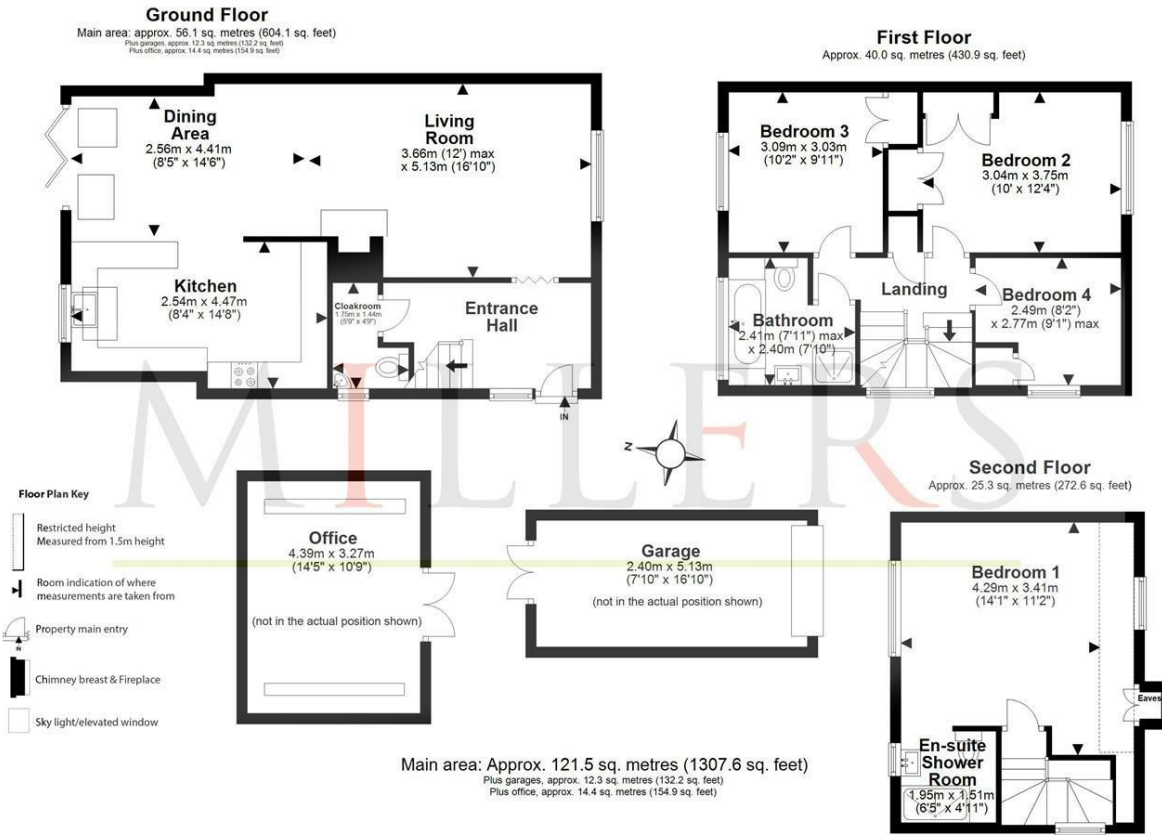 Ground Floor
Main area: approx. 56.1 sq. metres (604.1 sq. feet)
Plus garages, approx. 12.3 sq. metres (132.2 sq. feet)
Plus office, approx. 14.4 sq. metres (154.9 sq. feet)
Dining
Area
2.56m x 4.41m
(8'5" x 14'6")
Living
Room
3.66m (12') max
x 5.13m (16'10")
Kitchen
2.54m x 4.47m
(8'4" x 14'8")
Cloakroom
1.75m x 1.44m
(5'9" x 4'9")
Entrance
Hall
IN
First Floor
Approx. 40.0 sq. metres (430.9 sq. feet)
Bedroom 3
3.09m x 3.03m
(10'2" x 9'11")
Bedroom 2
3.04m x 3.75m
(10' x 12'4")
Landing
Bathroom
2.41m (7'11") max
x 2.40m (7'10")
Bedroom 4
2.49m (8'2")
x 2.77m (9'1") max
MILLERS
N
Floor Plan Key
Restricted height
Measured from 1.5m height
Room indication of where
measurements are taken from
Property main entry
IN
Chimney breast & Fireplace
Sky light/elevated window
Office
4.39m x 3.27m
(14'5" x 10'9")
(not in the actual position shown)
Garage
2.40m x 5.13m
(7'10" x 16'10")
(not in the actual position shown)
Second Floor
Approx. 25.3 sq. metres (272.6 sq. feet)
Bedroom 1
4.29m x 3.41m
(14'1" x 11'2")
Eaves
En-suite
Shower
Room
1.95m x 1.51m
(6'5" x 4'11")
Main area: Approx. 121.5 sq. metres (1307.6 sq. feet)
Plus garages, approx. 12.3 sq. metres (132.2 sq. feet)
Plus office, approx. 14.4 sq. metres (154.9 sq. feet)